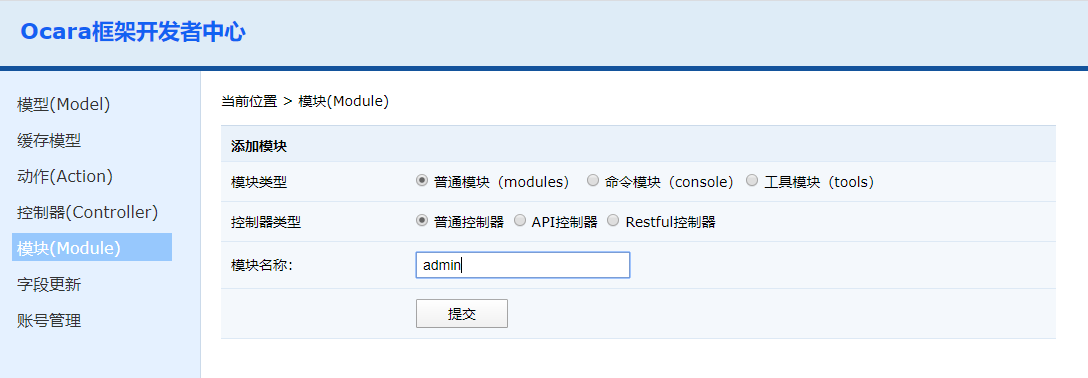 Ocara框架开发者中心
模型(Model)
缓存模型
动作(Action)
控制器(Controller)
模块(Module)
字段更新
账号管理
当前位置 > 模块(Module)
添加模块
模块类型 普通模块（modules） 命令模块（console） 工具模块（tools）
控制器类型 普通控制器 API控制器 Restful控制器
模块名称: admin
提交